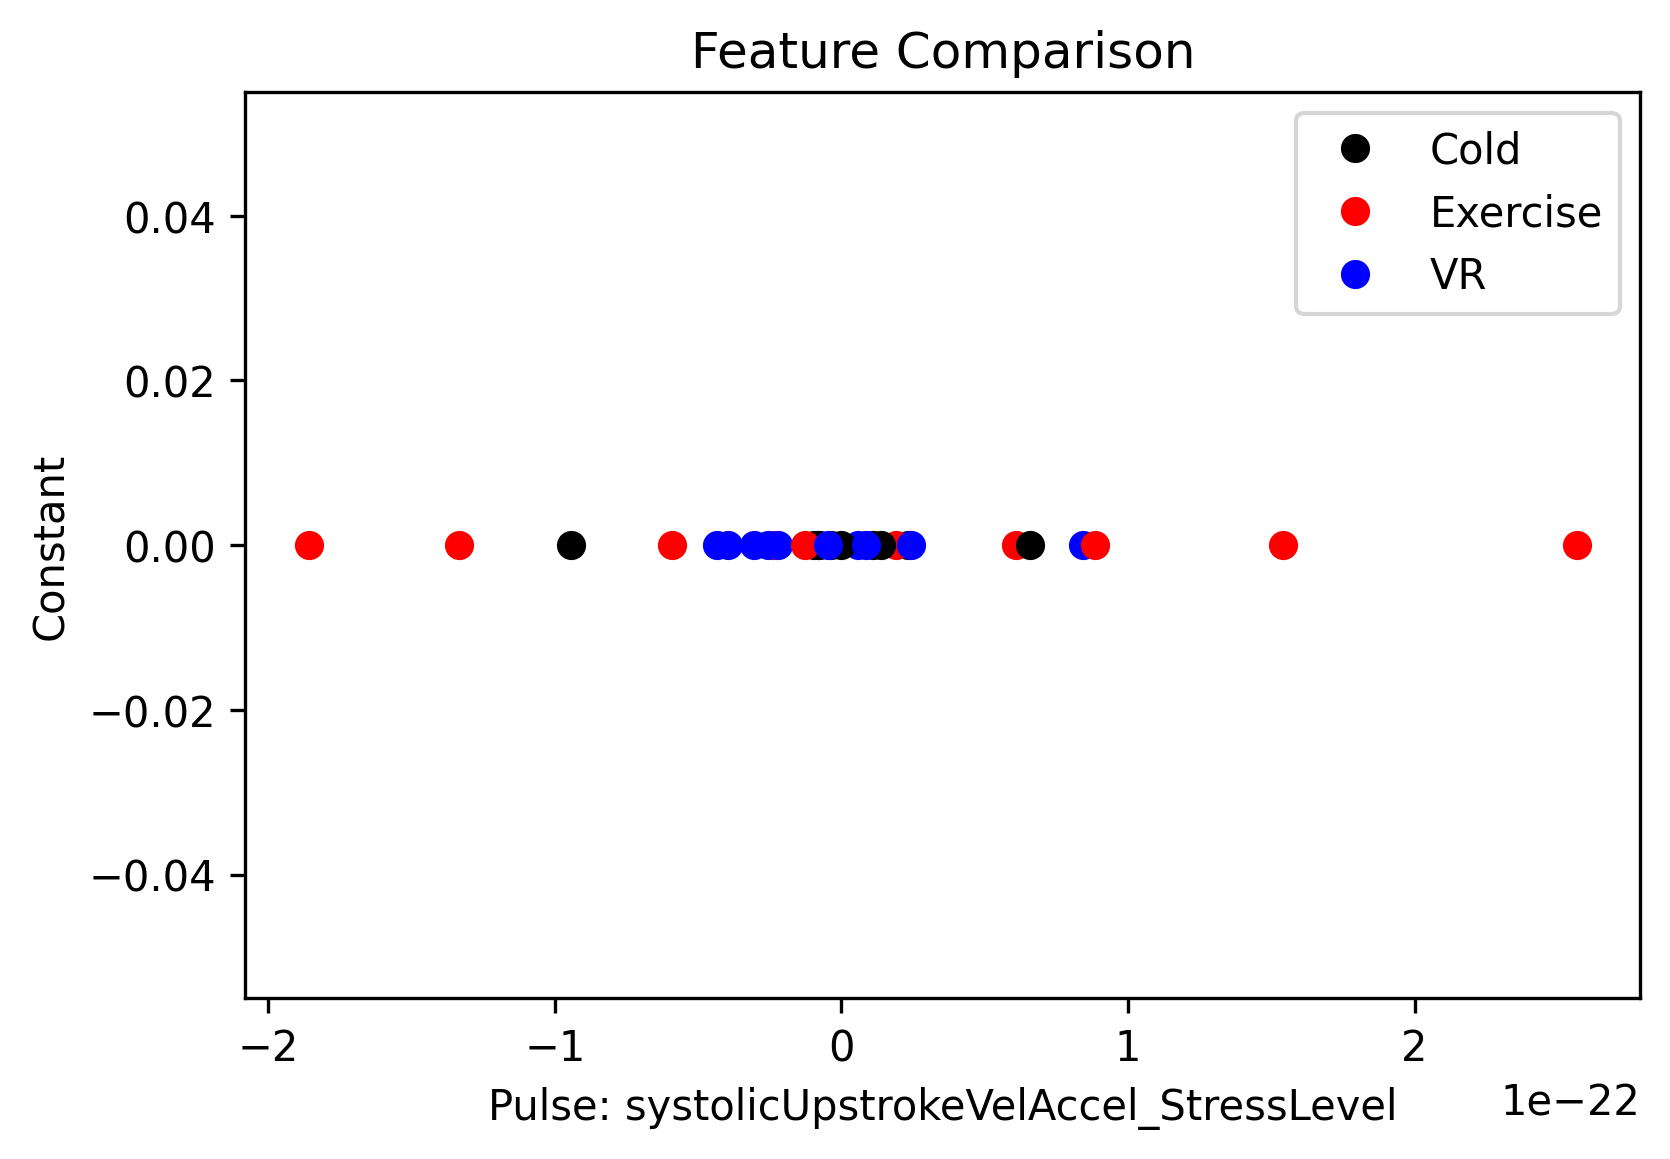 Feature Comparison
Cold
Exercise
VR
0.04
0.02
0.00
−0.02
−0.04
Constant
−2
−1
0
1
2
Pulse: systolicUpstrokeVelAccel_StressLevel
1e−22